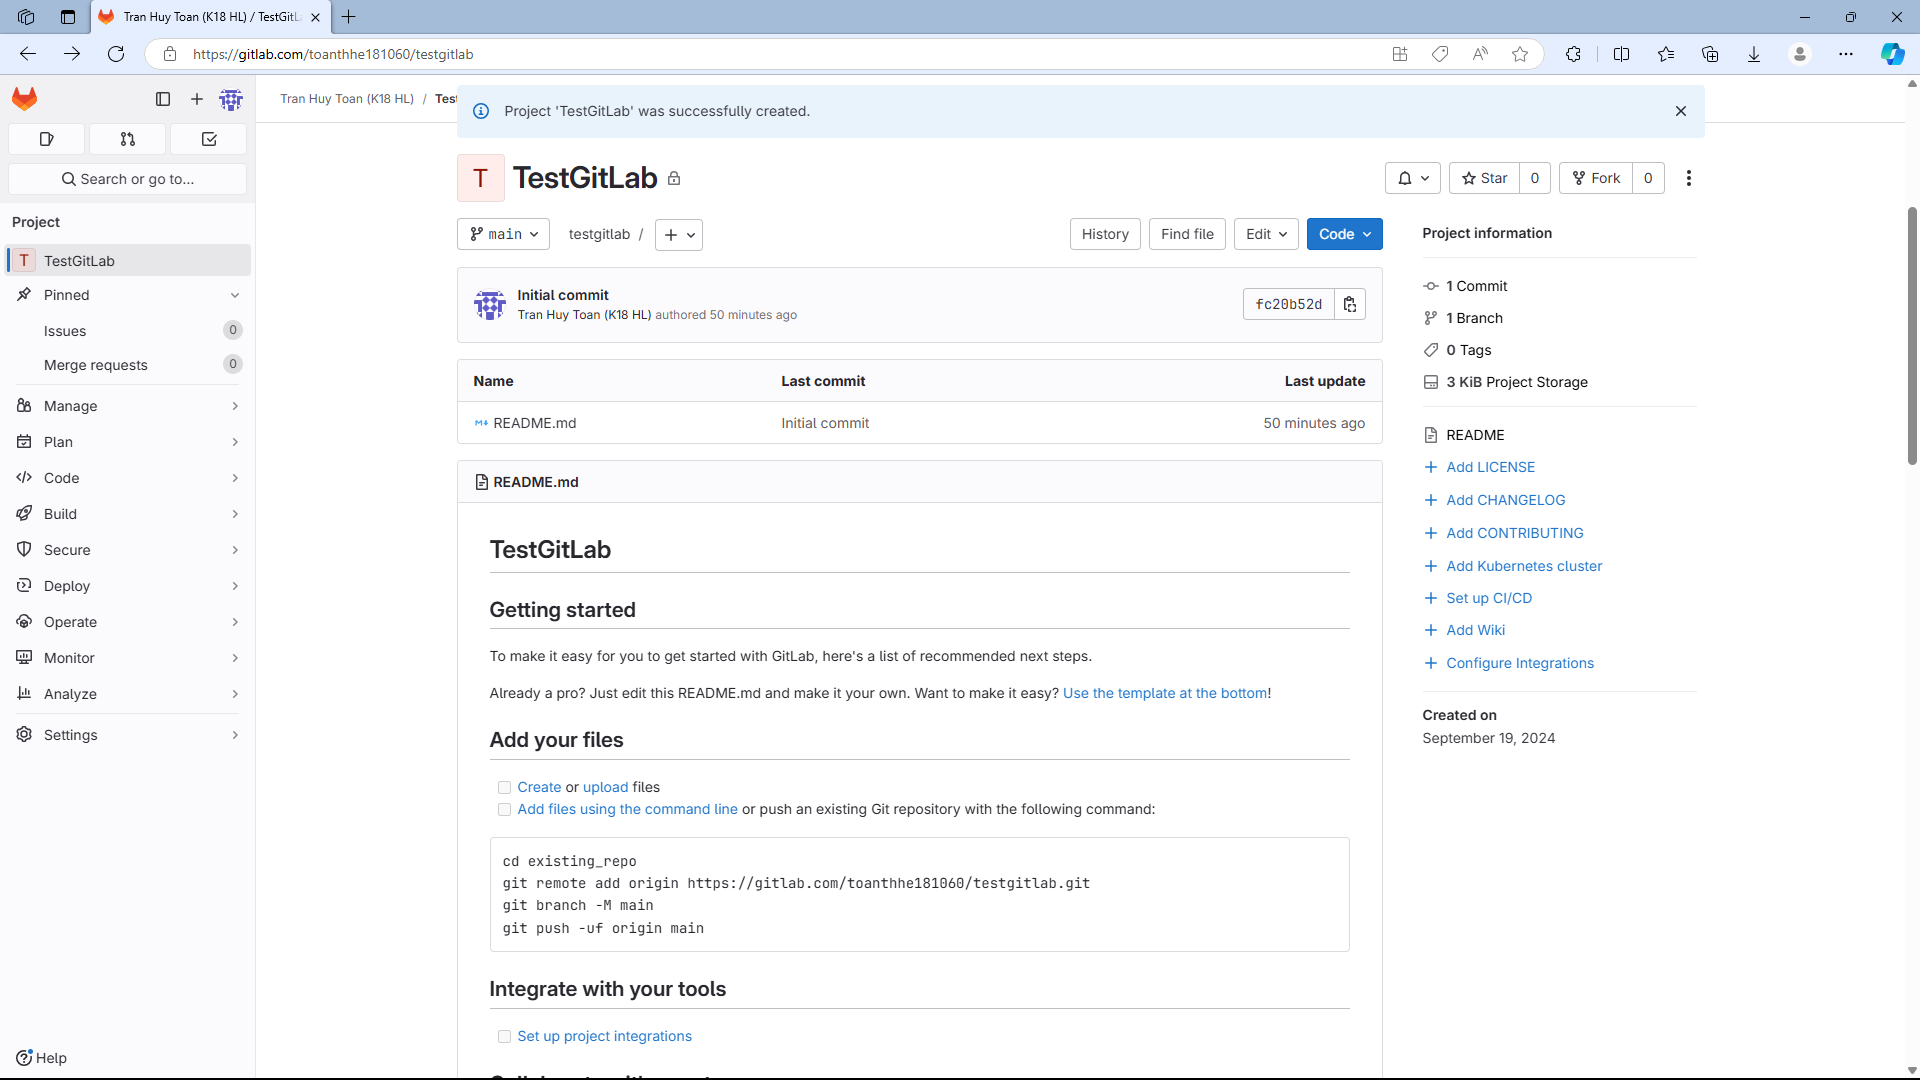 Tran Huy Toan (K18 HL) / TestGitL
https://gitlab.com/toanthhe181060/testgitlab
Tran Huy Toan (K18 HL) / Test
Project 'TestGitLab' was successfully created.
Search or go to...
T TestGitLab
Star 0
Fork 0
Project
T TestGitLab
Pinned
Issues 0
Merge requests 0
Manage
Plan
Code
Build
Secure
Deploy
Operate
Monitor
Analyze
Settings
Help
main
testgitlab /
History
Find file
Edit
Code
Initial commit
Tran Huy Toan (K18 HL) authored 50 minutes ago
fc20b52d
Name Last commit Last update
README.md Initial commit 50 minutes ago
README.md
TestGitLab
Getting started
To make it easy for you to get started with GitLab, here's a list of recommended next steps.
Already a pro? Just edit this README.md and make it your own. Want to make it easy? Use the template at the bottom!
Add your files
Create or upload files
Add files using the command line or push an existing Git repository with the following command:
cd existing_repo
git remote add origin https://gitlab.com/toanthhe181060/testgitlab.git
git branch -M main
git push -uf origin main
Integrate with your tools
Set up project integrations
Project information
1 Commit
1 Branch
0 Tags
3 KiB Project Storage
README
Add LICENSE
Add CHANGELOG
Add CONTRIBUTING
Add Kubernetes cluster
Set up CI/CD
Add Wiki
Configure Integrations
Created on
September 19, 2024